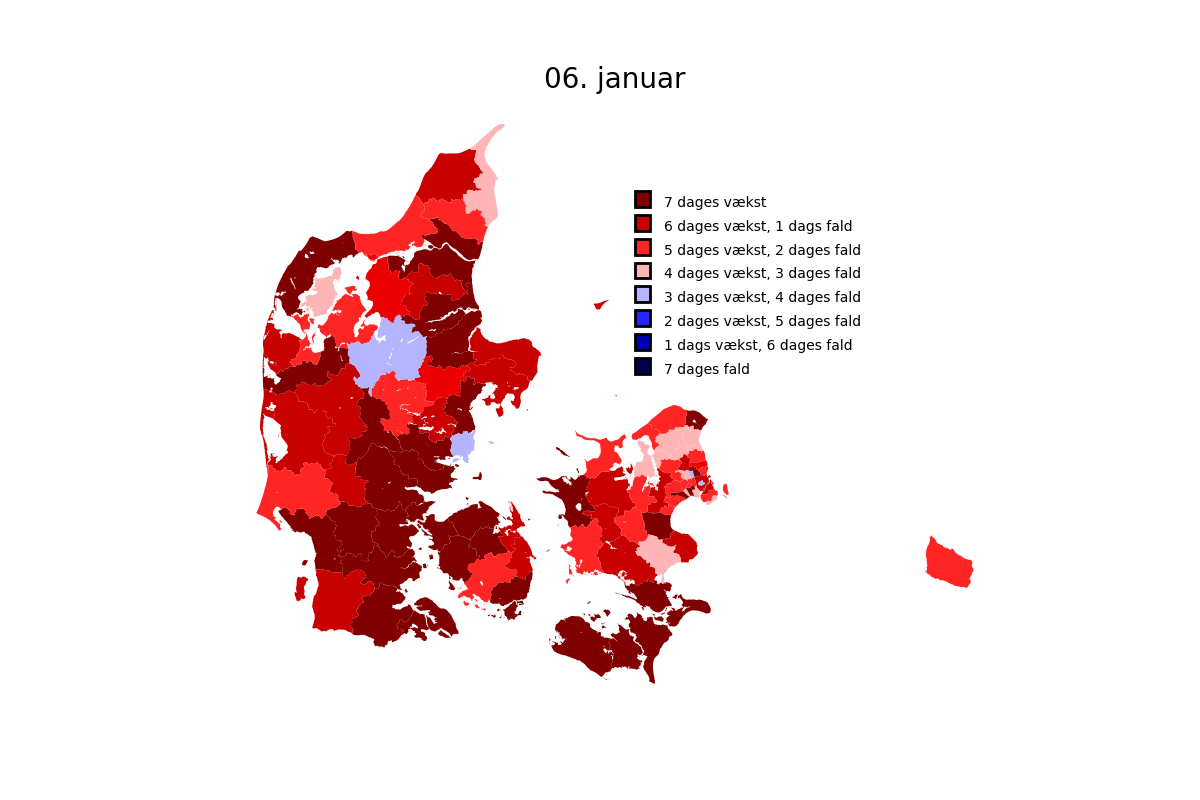 06. januar
7 dages vækst
6 dages vækst, 1 dags fald
5 dages vækst, 2 dages fald
4 dages vækst, 3 dages fald
3 dages vækst, 4 dages fald
2 dages vækst, 5 dages fald
1 dags vækst, 6 dages fald
7 dages fald